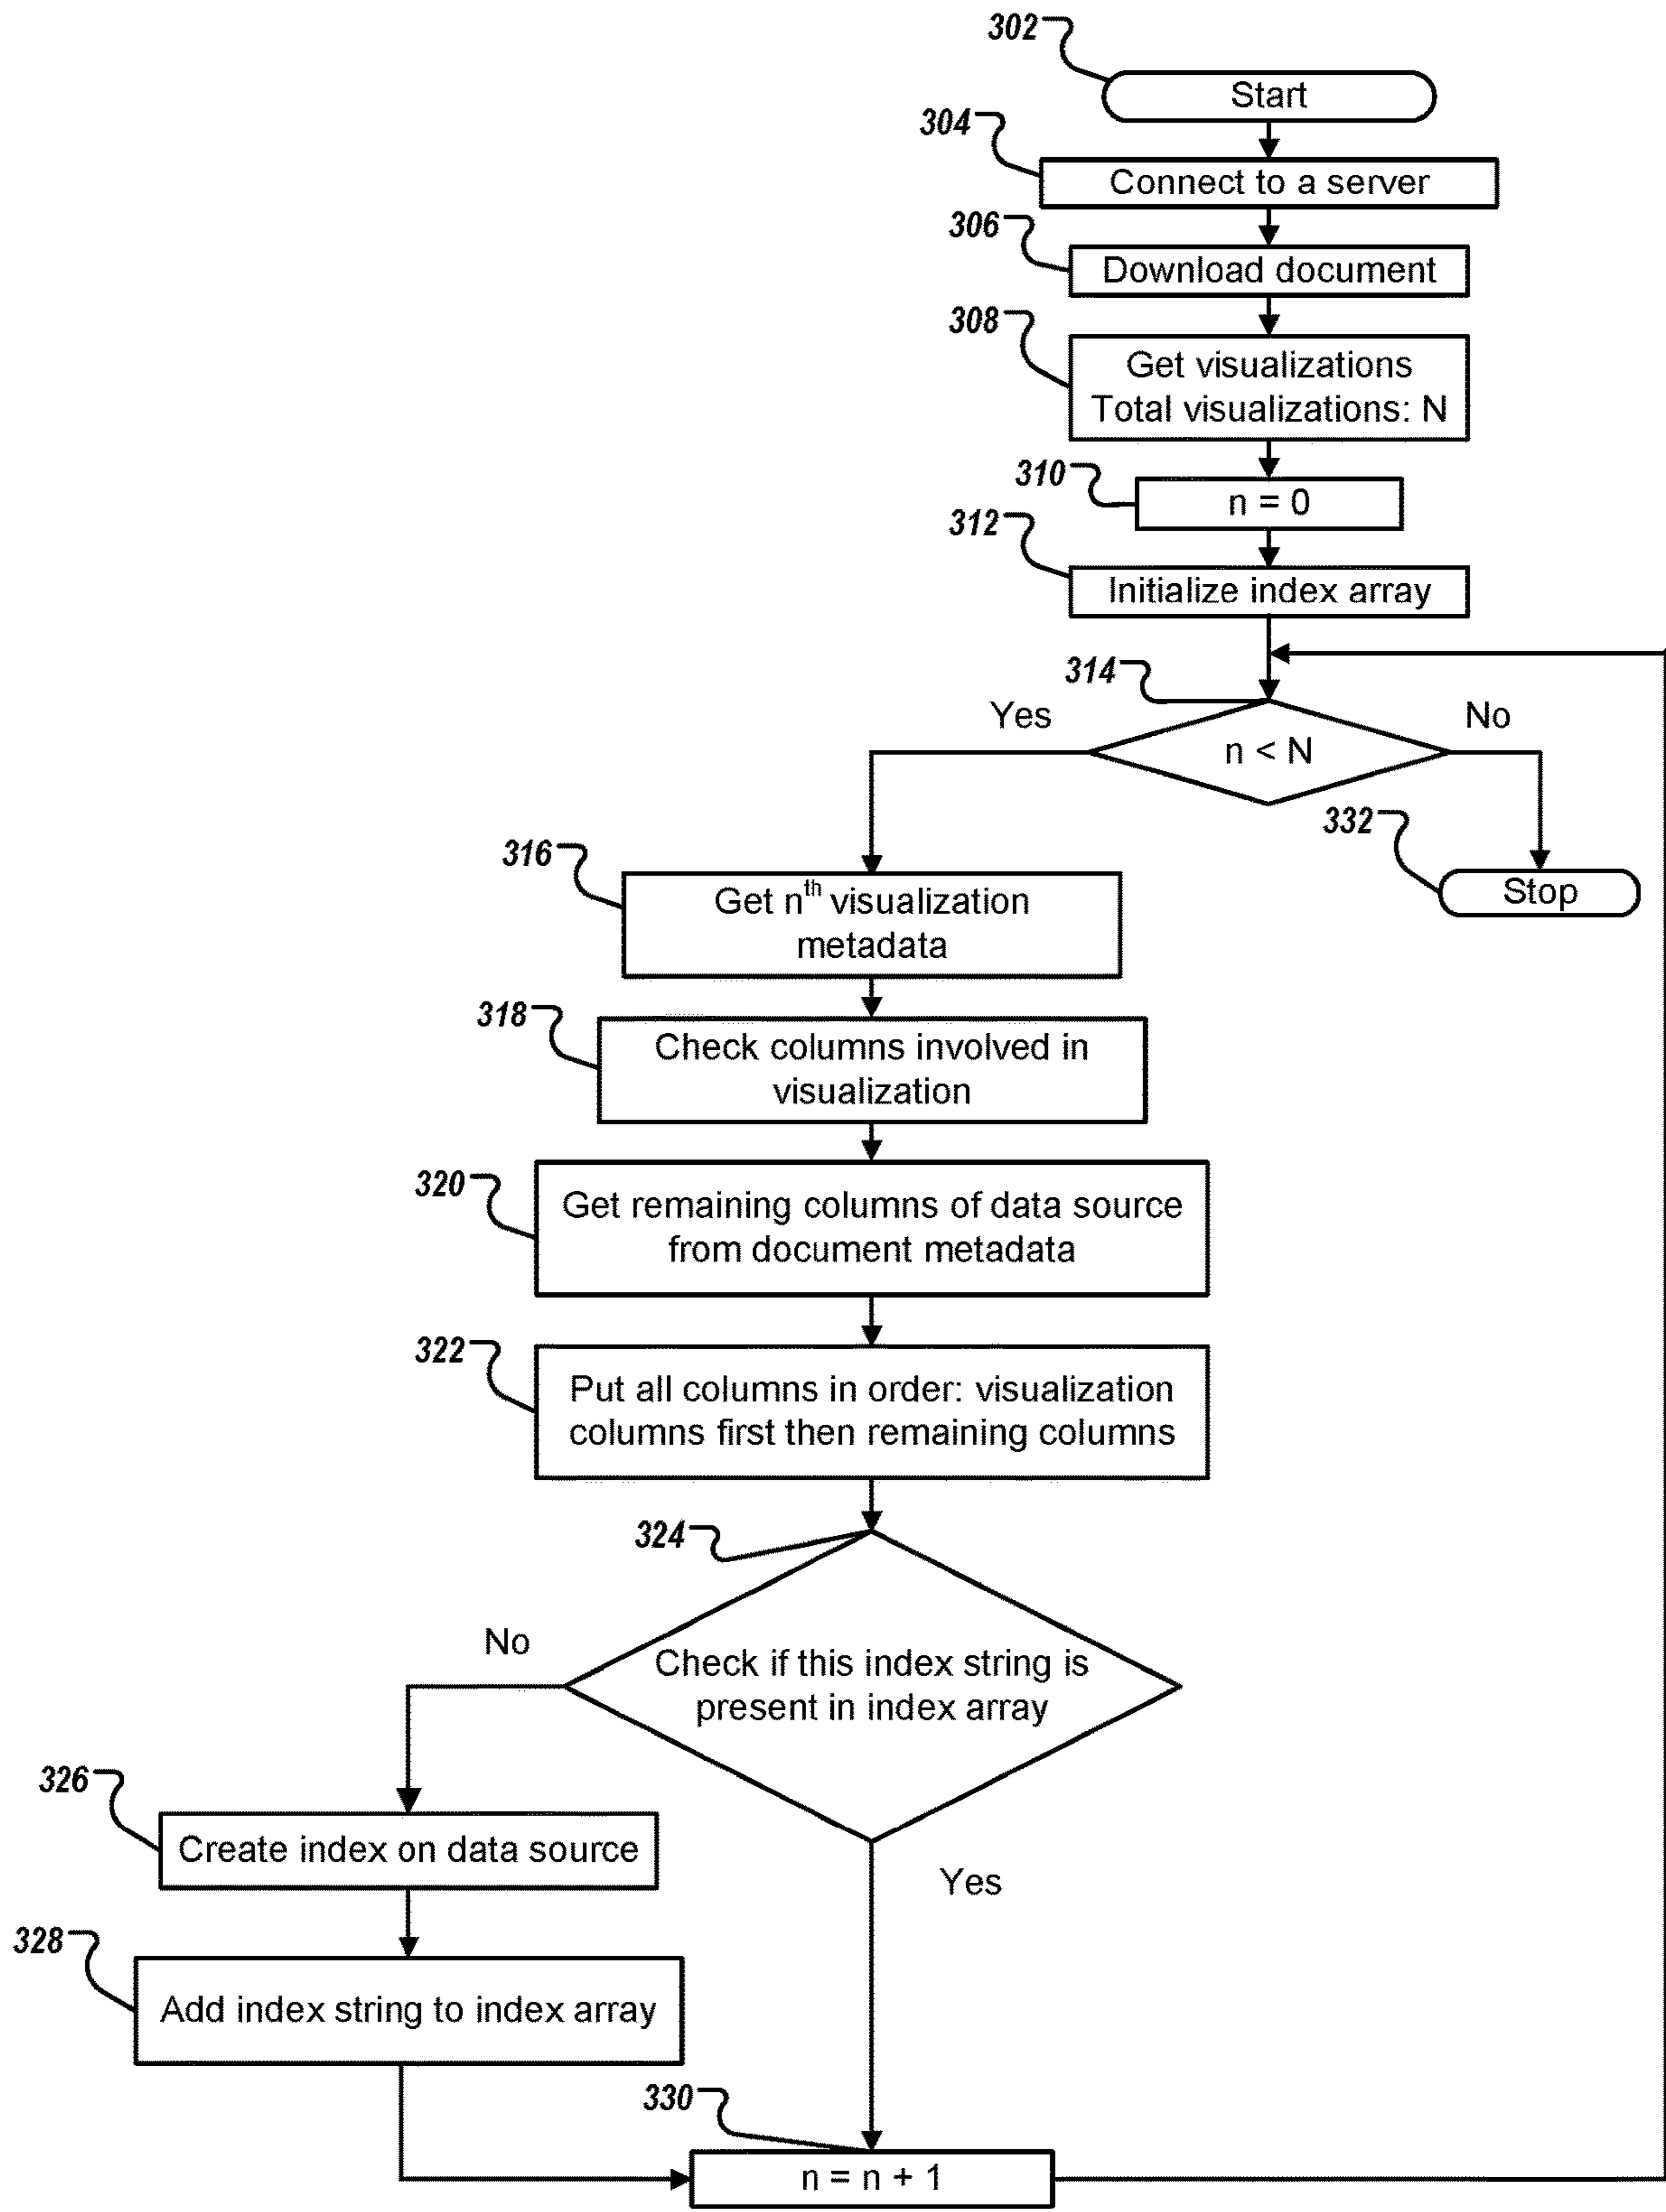 302
Start
304
Connect to a server
306
Download document
308
Get visualizations
Total visualizations: N
310
n = 0
312
Initialize index array
314
Yes
n < N
No
332
Stop
316
Get nth visualization
metadata
318
Check columns involved in
visualization
320
Get remaining columns of data source
from document metadata
322
Put all columns in order: visualization
columns first then remaining columns
324
No
Check if this index string is
present in index array
326
Create index on data source
Yes
328
Add index string to index array
330
n = n + 1